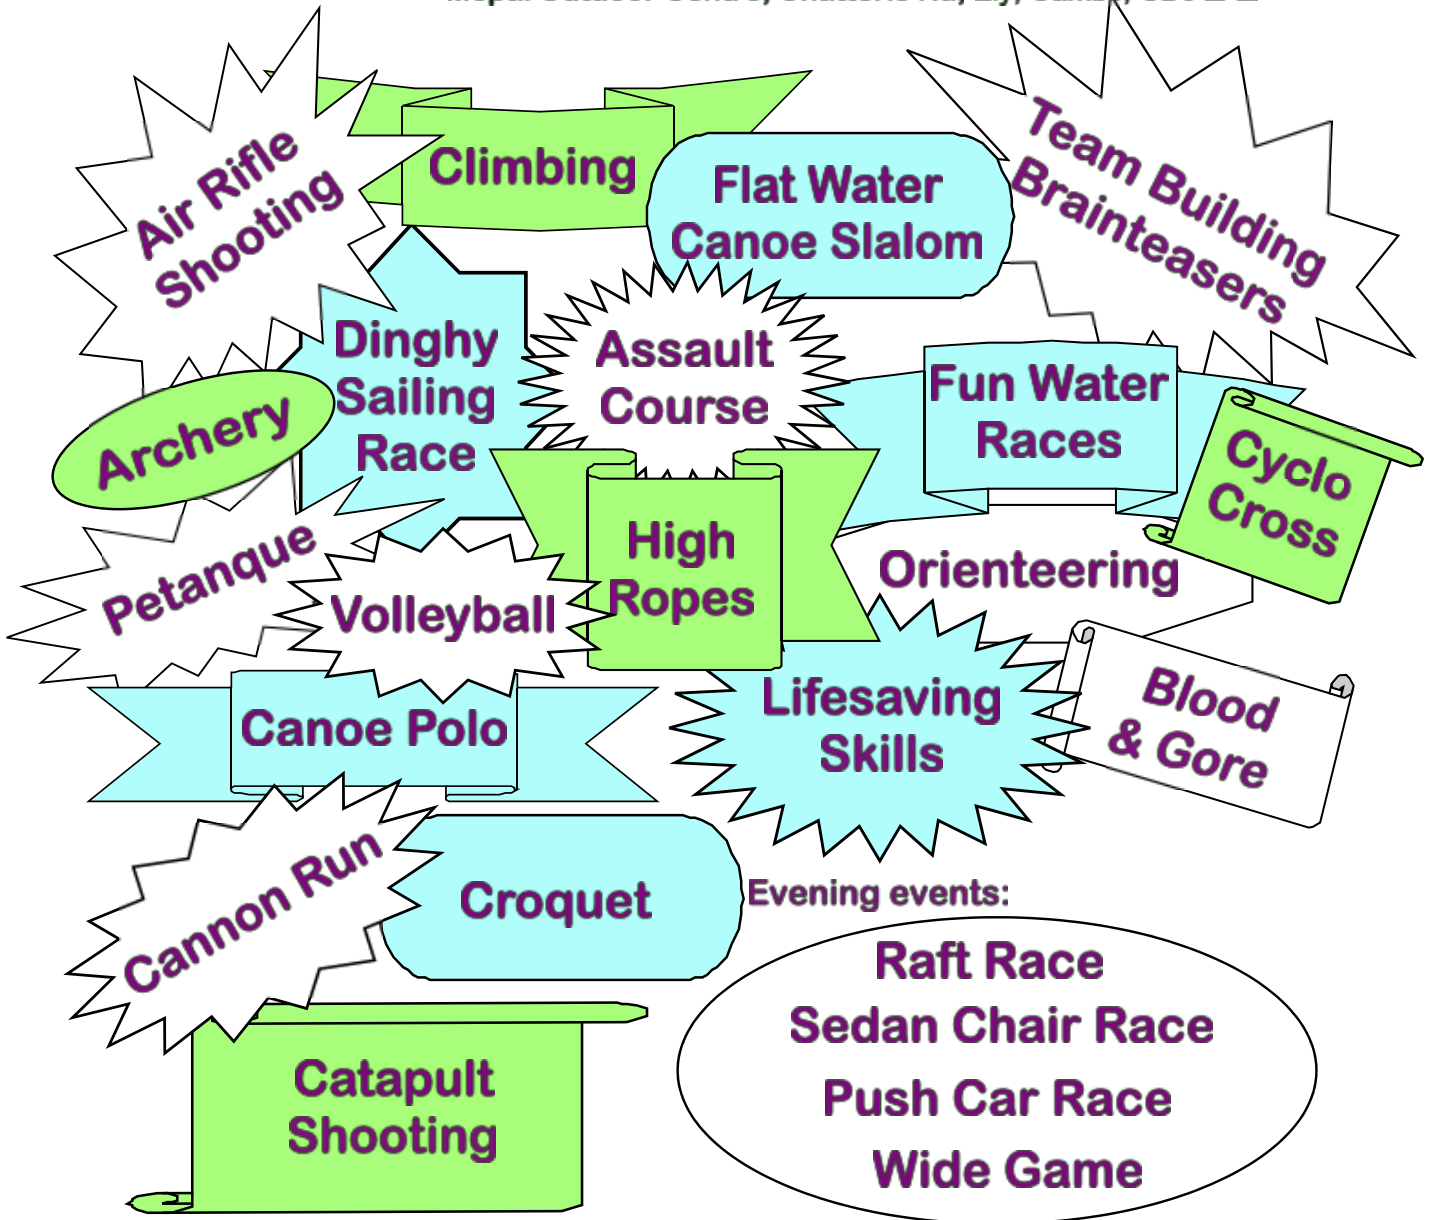 Climbing
Air Rifle
Shooting
Flat Water
Canoe Slalom
Team Building
Brainteasers
Dinghy
Sailing
Race
Assault
Course
Fun Water
Races
Archery
Cyclo
Cross
High
Ropes
Orienteering
Petanque
Volleyball
Canoe Polo
Lifesaving
Skills
Blood
& Gore
Cannon Run
Croquet
Evening events:
Raft Race
Sedan Chair Race
Push Car Race
Wide Game
Catapult
Shooting